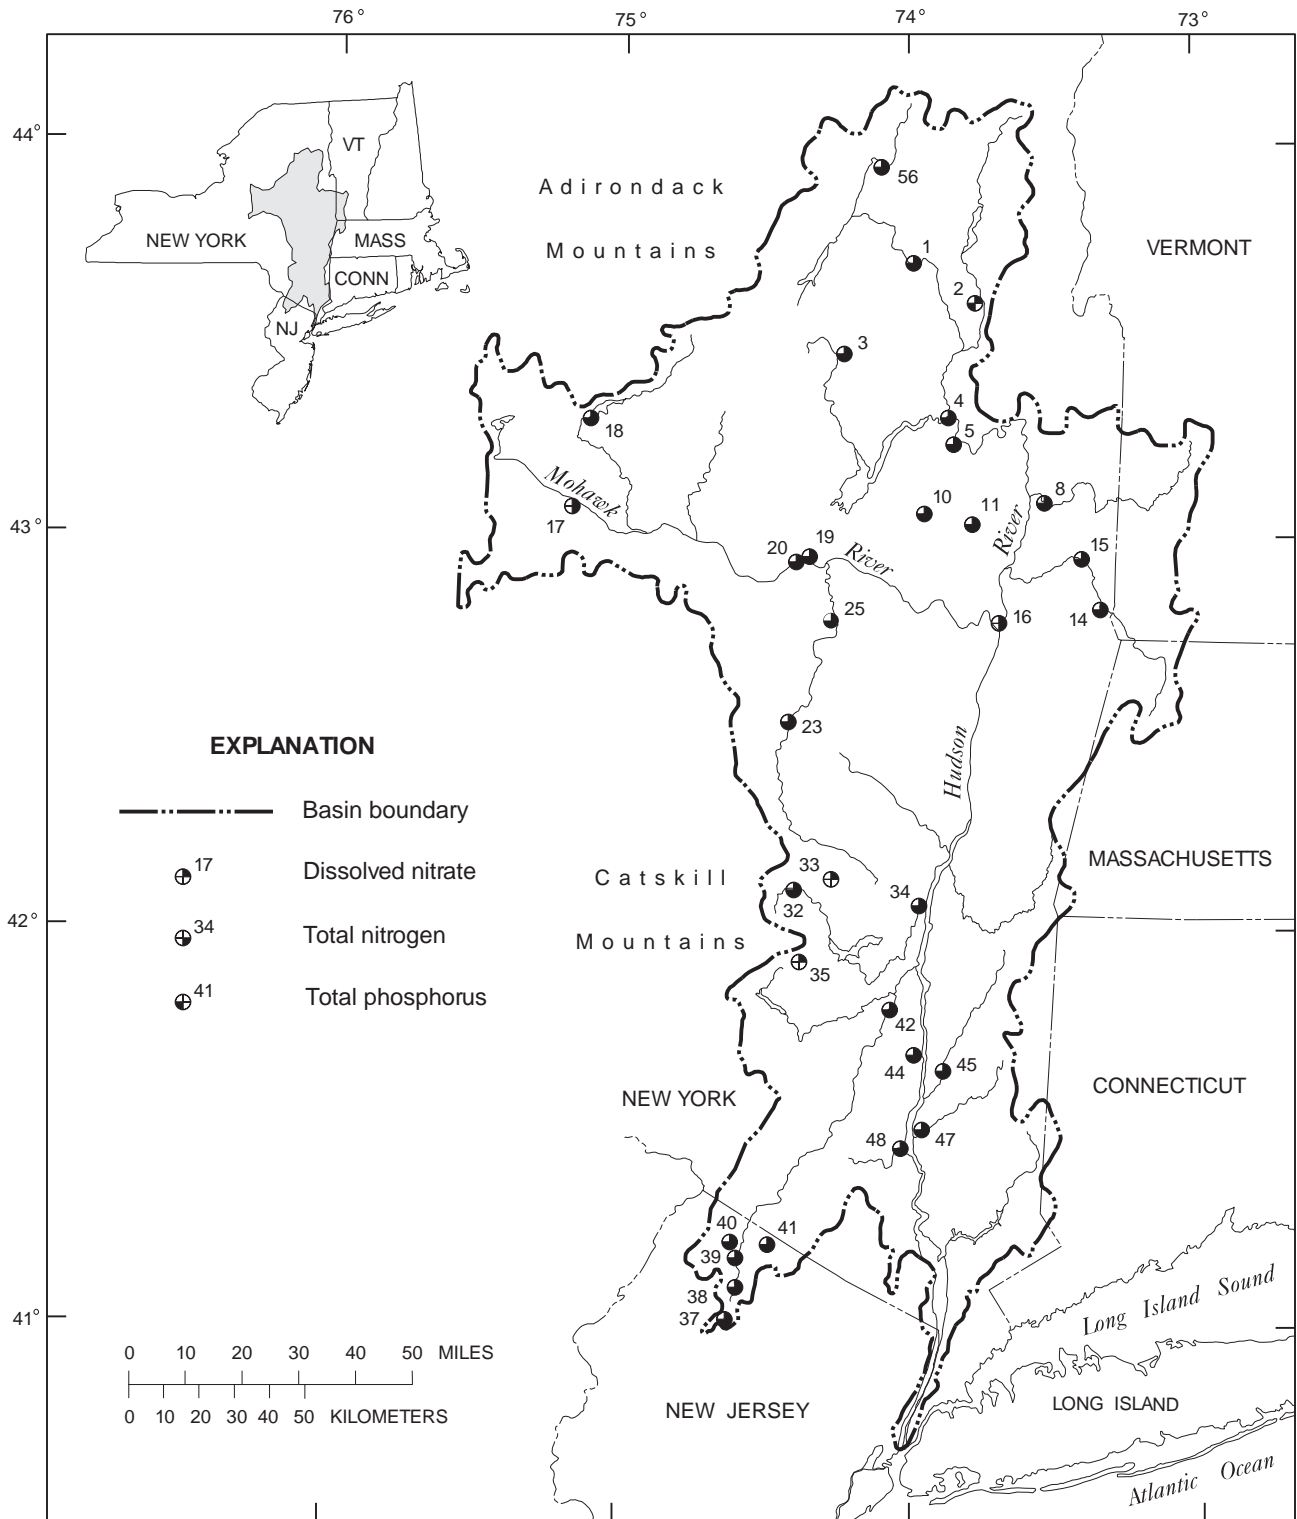 76°
75°
74°
73°
44°
43°
42°
41°
VT
NEW YORK
MASS
CONN
NJ
Adirondack
Mountains
VERMONT
56
1
2
3
4
5
18
Mohawk
17
10
11
8
River
15
20
19
River
25
16
14
23
Hudson
EXPLANATION
Basin boundary
17 Dissolved nitrate
34 Total nitrogen
41 Total phosphorus
Catskill
Mountains
33
32
34
35
MASSACHUSETTS
42
44
45
NEW YORK
CONNECTICUT
48
47
40
41
39
38
37
Long Island Sound
0 10 20 30 40 50 MILES
0 10 20 30 40 50 KILOMETERS
NEW JERSEY
LONG ISLAND
Atlantic Ocean